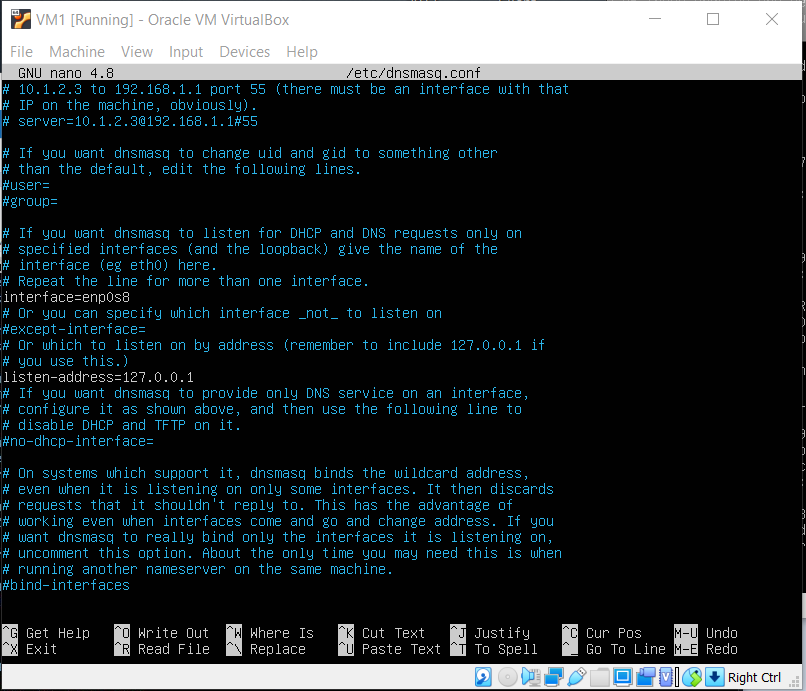 VM1 [Running] - Oracle VM VirtualBox
File Machine View Input Devices Help
GNU nano 4.8 /etc/dnsmasq.conf
# 10.1.2.3 to 192.168.1.1 port 55 (there must be an interface with that
# IP on the machine, obviously).
# server=10.1.2.3@192.168.1.1#55
# If you want dnsmasq to change uid and gid to something other
# than the default, edit the following lines.
#user=
#group=
# If you want dnsmasq to listen for DHCP and DNS requests only on
# specified interfaces (and the loopback) give the name of the
# interface (eg eth0) here.
# Repeat the line for more than one interface.
interface=enp0s8
# Or you can specify which interface _not_ to listen on
#except-interface=
# Or which to listen on by address (remember to include 127.0.0.1 if
# you use this.)
listen-address=127.0.0.1
# If you want dnsmasq to provide only DNS service on an interface,
# configure it as shown above, and then use the following line to
# disable DHCP and TFTP on it.
#no-dhcp-interface=
# On systems which support it, dnsmasq binds the wildcard address,
# even when it is listening on only some interfaces. It then discards
# requests that it shouldn't reply to. This has the advantage of
# working even when interfaces come and go and change address. If you
# want dnsmasq to really bind only the interfaces it is listening on,
# uncomment this option. About the only time you may need this is when
# running another nameserver on the same machine.
#bind-interfaces
^G Get Help ^O Write Out ^W Where Is ^K Cut Text ^J Justify ^C Cur Pos M-U Undo
^X Exit ^R Read File ^\ Replace ^U Paste Text ^T To Spell ^_ Go To Line M-E Redo
Right Ctrl